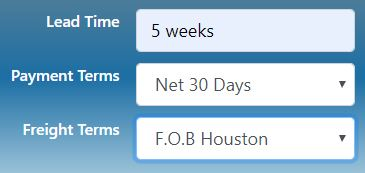 Lead Time 5 weeks
Payment Terms Net 30 Days
Freight Terms F.O.B Houston